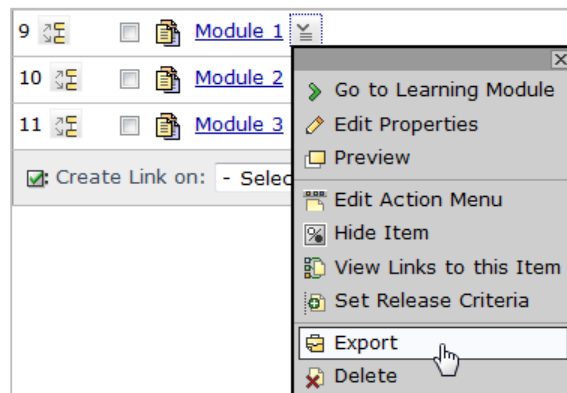 9 Module 1
10 Module 2
11 Module 3
Create Link on: - Selec
Go to Learning Module
Edit Properties
Preview
Edit Action Menu
Hide Item
View Links to this Item
Set Release Criteria
Export
Delete